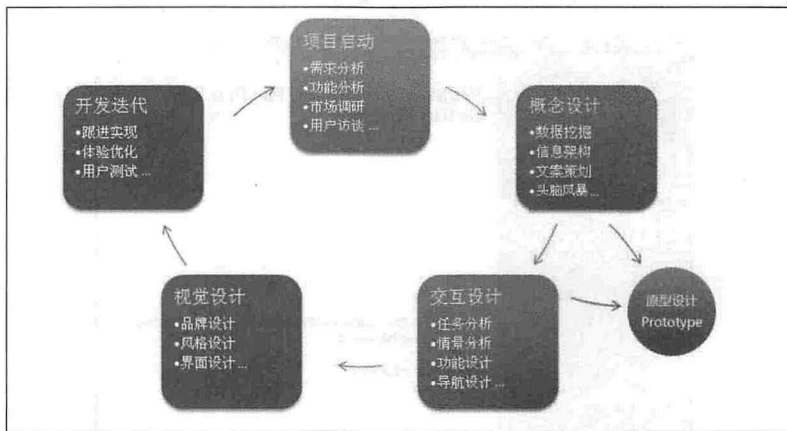 项目启动
•需求分析
•功能分析
•市场调研
•用户访谈 ...
概念设计
•数据挖掘
•信息架构
•文案策划
•头脑风暴 ...
原型设计
Prototype
交互设计
•任务分析
•情景分析
•功能设计
•导航设计 ...
视觉设计
•品牌设计
•风格设计
•界面设计 ...
开发迭代
•跟进实现
•体验优化
•用户测试 ...